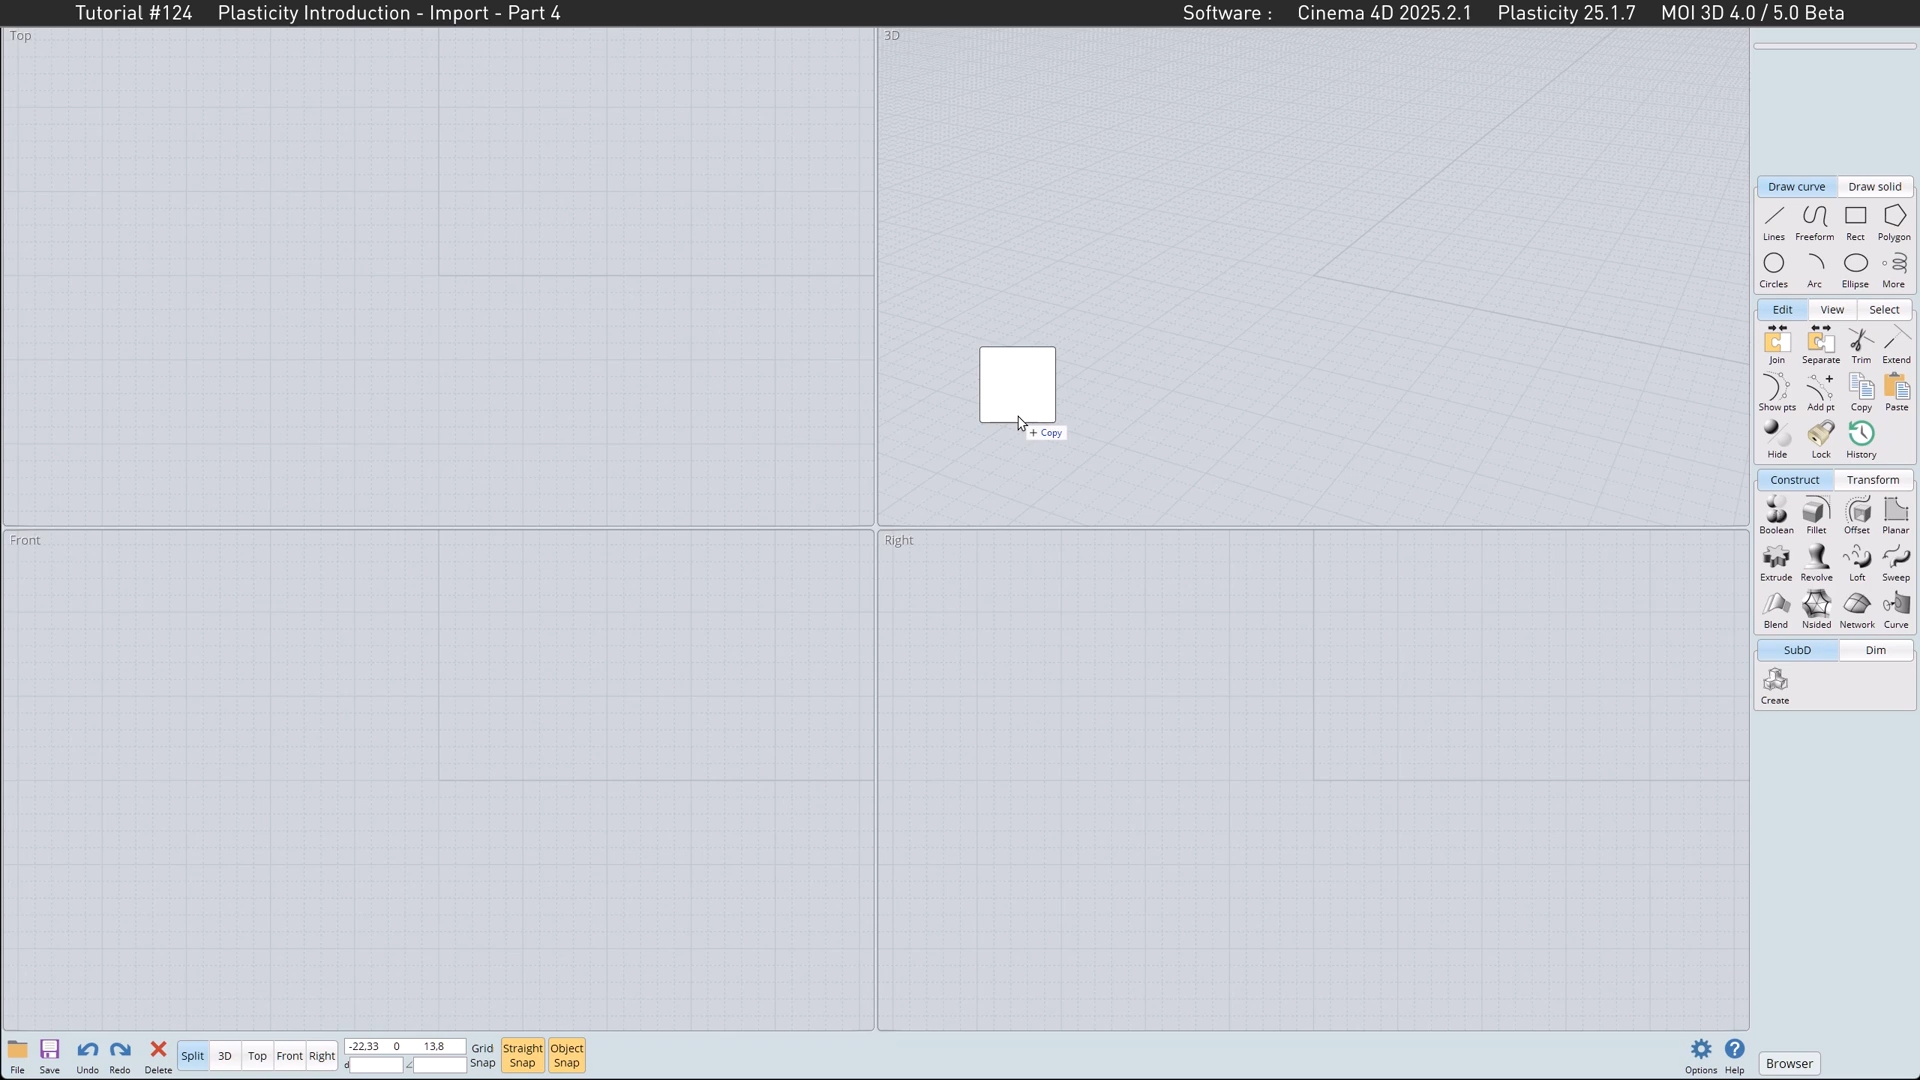 Tutorial #124 Plasticity Introduction - Import - Part 4 Software : Cinema 4D 2025.2.1 Plasticity 25.1.7 MOI 3D 4.0 / 5.0 Beta
Top
3D
+ Copy
Front
Right
Draw curve Draw solid
Lines Freeform Rect Polygon
Circles Arc Ellipse More
Edit View Select
Join Separate Trim Extend
Show pts Add pt Copy Paste
Hide Lock History
Construct Transform
Boolean Fillet Offset Planar
Extrude Revolve Loft Sweep
Blend Nsided Network Curve
SubD Dim
Create
File Save Undo Redo Delete
Split 3D Top Front Right
-22,33 0 13,8
d
Grid Snap
Straight Snap
Object Snap
Options Help
Browser